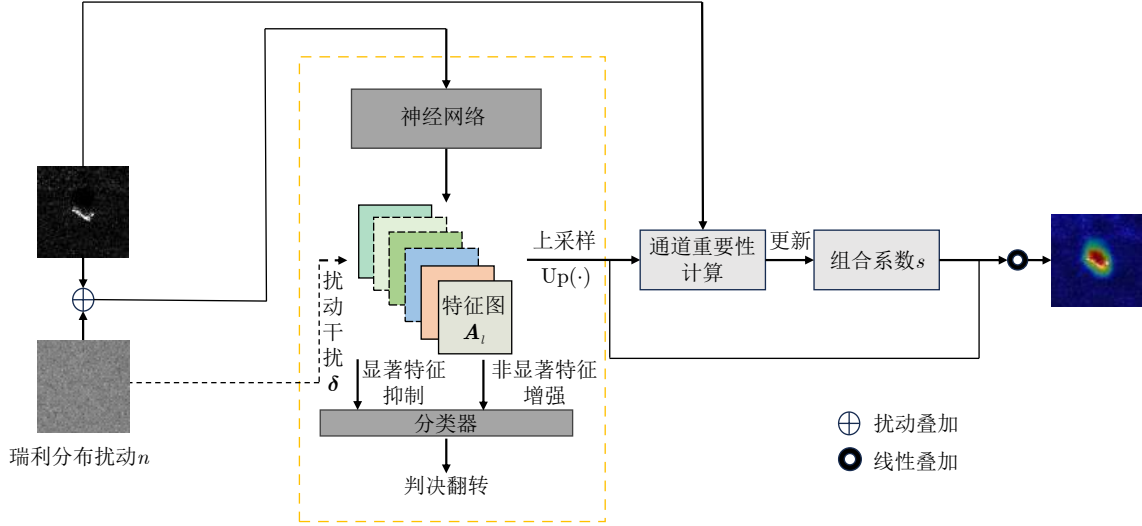 神经网络
扰
动
干
扰
δ
特征图
A_l
上采样
Up(·)
通道重要性
计算
更新
组合系数s
显著特征
抑制
非显著特征
增强
分类器
判决翻转
瑞利分布扰动n
扰动叠加
线性叠加